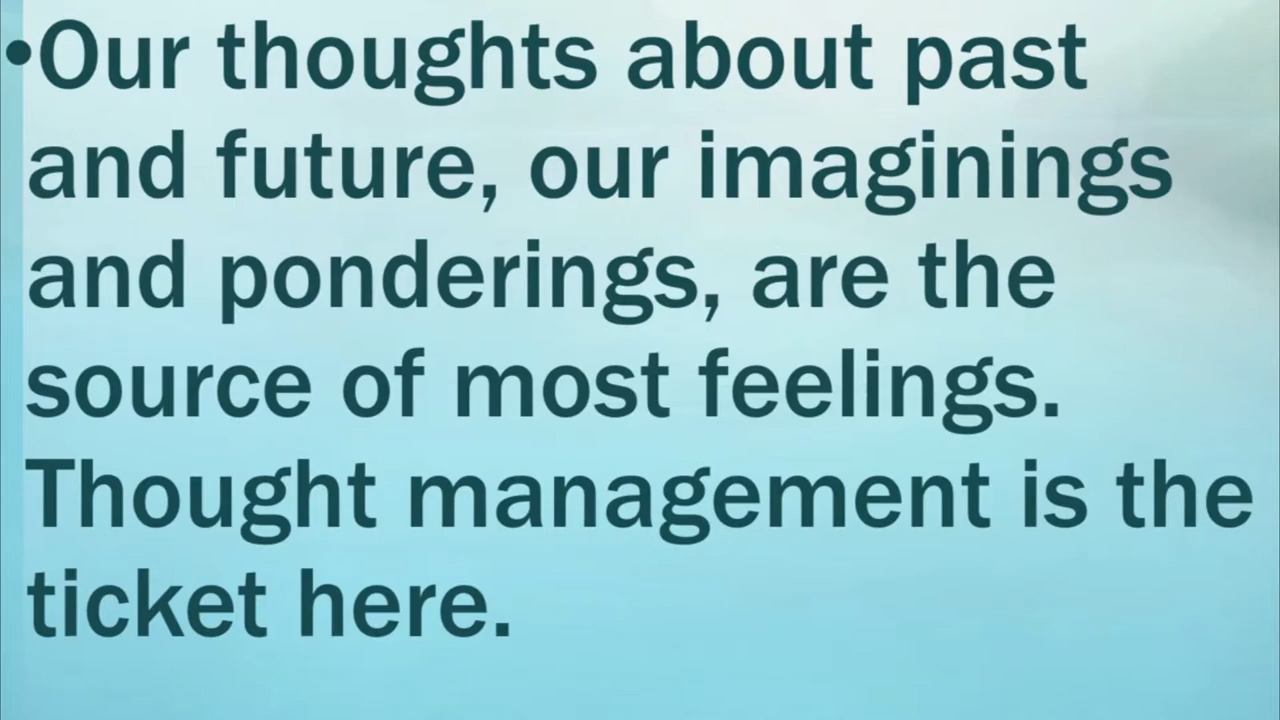 •Our thoughts about past
and future, our imaginings
and ponderings, are the
source of most feelings.
Thought management is the
ticket here.